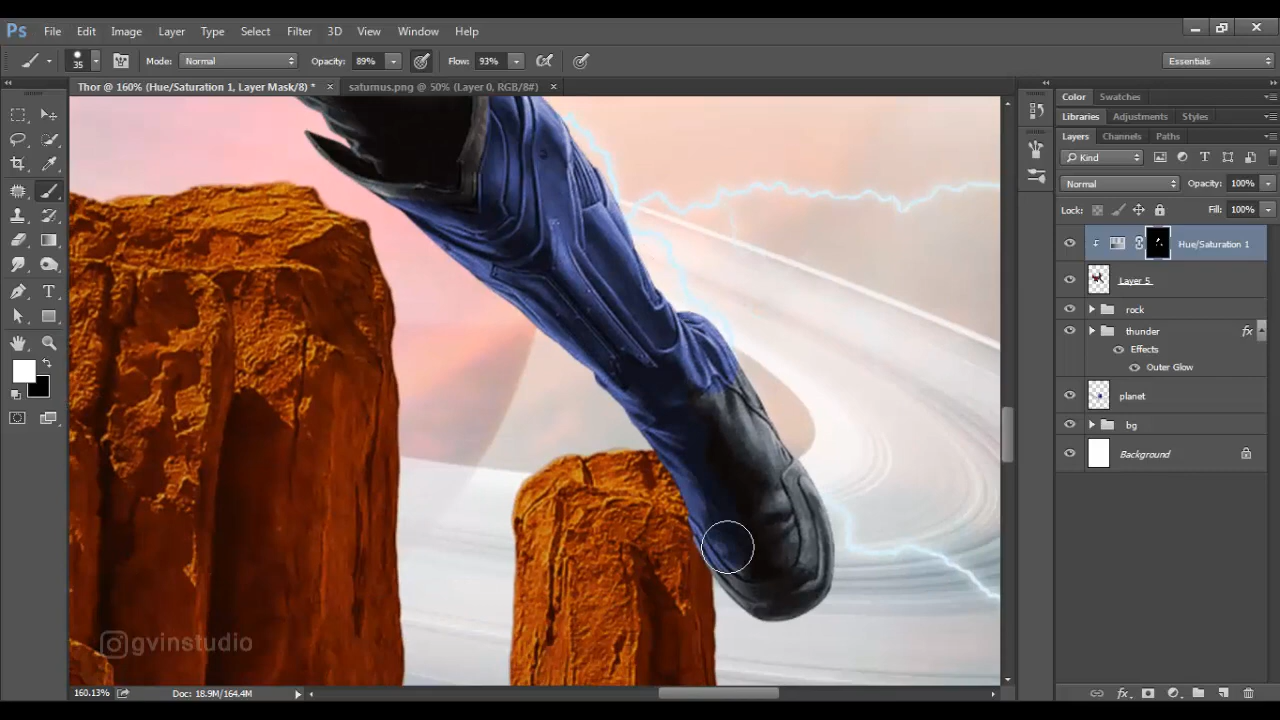 Ps File Edit Image Layer Type Select Filter 3D View Window Help
35 Mode: Normal Opacity: 89% Flow: 93% Essentials
Thor @ 160% (Hue/Saturation 1, Layer Mask/8) * × saturnus.png @ 50% (Layer 0, RGB/8#) ×
Color Swatches
Libraries Adjustments Styles
Layers Channels Paths
Kind
Normal Opacity: 100%
Lock: Fill: 100%
Hue/Saturation 1
Layer 5
rock
thunder fx
Effects
Outer Glow
planet
bg
Background
gvinstudio
160.13% Doc: 18.9M/164.4M